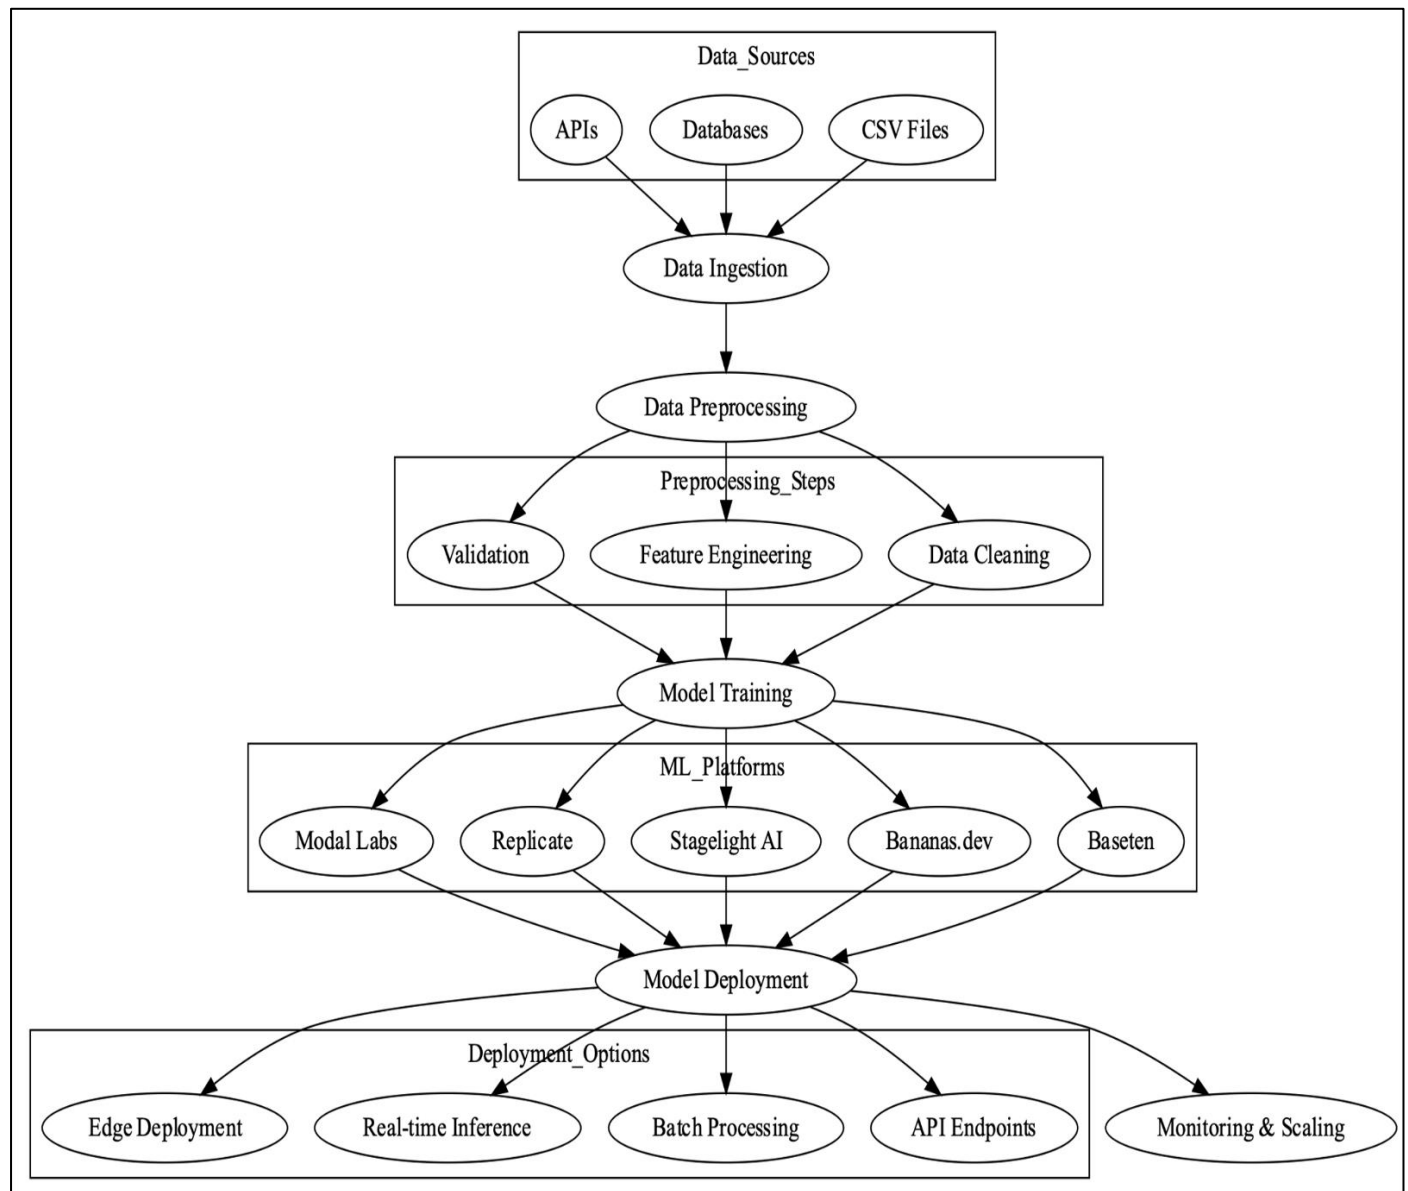 Data_Sources
APIs
Databases
CSV Files
Data Ingestion
Data Preprocessing
Preprocessing_Steps
Validation
Feature Engineering
Data Cleaning
Model Training
ML_Platforms
Modal Labs
Replicate
Stagelight AI
Bananas.dev
Baseten
Model Deployment
Deployment_Options
Edge Deployment
Real-time Inference
Batch Processing
API Endpoints
Monitoring & Scaling